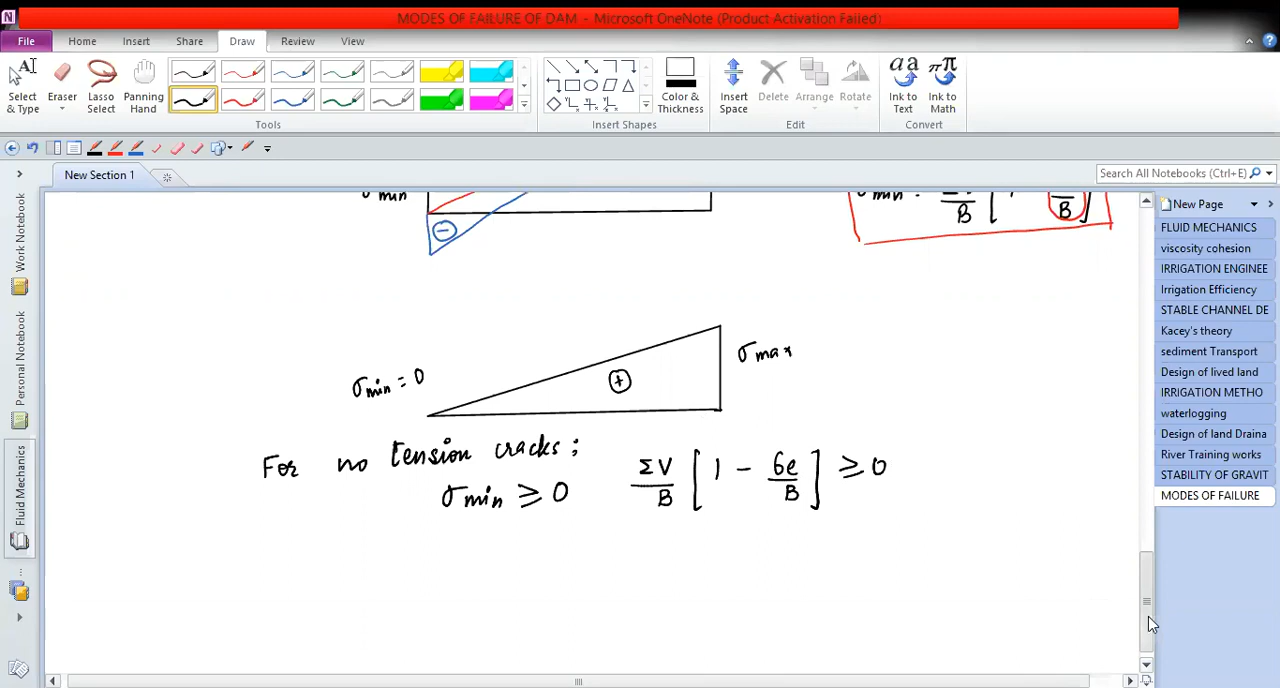 MODES OF FAILURE OF DAM - Microsoft OneNote (Product Activation Failed)
File Home Insert Share Draw Review View
Select & Type
Eraser
Lasso Select
Panning Hand
Color & Thickness
Insert Space
Delete
Arrange
Rotate
Ink to Text
Ink to Math
Tools
Insert Shapes
Edit
Convert
New Section 1
Search All Notebooks (Ctrl+E)
Work Notebook
Personal Notebook
Fluid Mechanics
New Page
FLUID MECHANICS
viscosity cohesion
IRRIGATION ENGINEE
Irrigation Efficiency
STABLE CHANNEL DE
Kacey's theory
sediment Transport
Design of lived land
IRRIGATION METHO
waterlogging
Design of land Draina
River Training works
STABILITY OF GRAVIT
MODES OF FAILURE
σmin = 0
σmax
For no tension cracks ;
σmin ≥ 0
ΣV/B [1 - 6e/B] ≥ 0